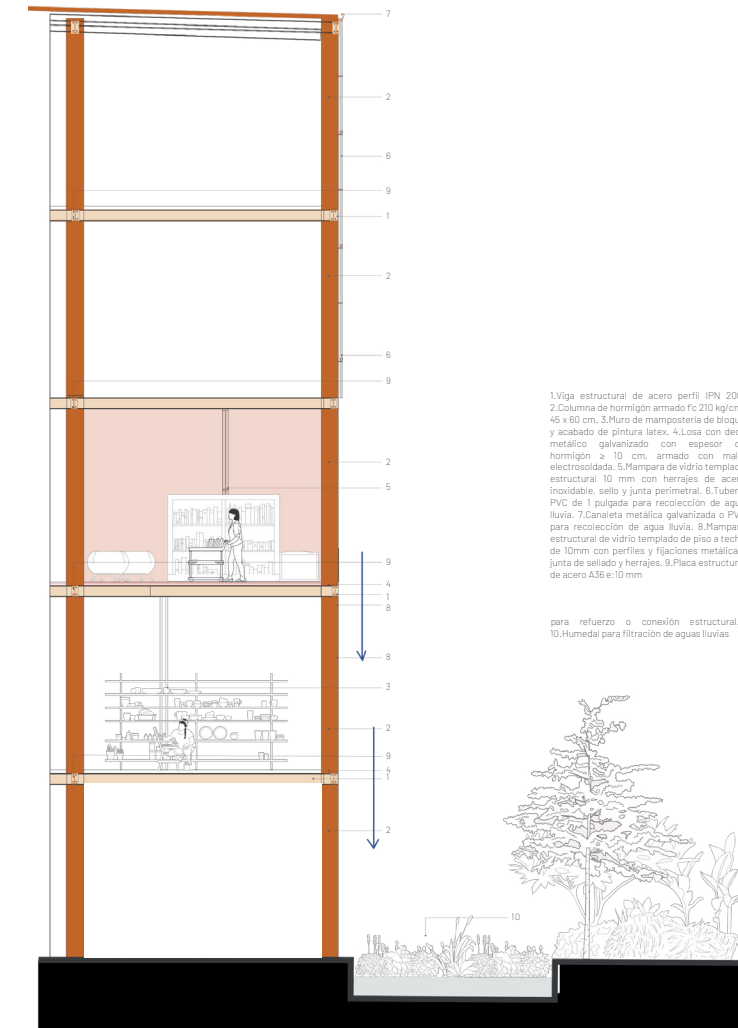 7
2
6
9
1
2
6
9
2
5
9
4
1
8
8
3
2
9
4
1
2
10
1.Viga estructural de acero perfil IPN 200
2.Columna de hormigón armado f'c 210 kg/cm
45 x 60 cm. 3.Muro de mampostería de bloqu
y acabado de pintura latex. 4.Losa con dec
metálico galvanizado con espesor d
hormigón ≥ 10 cm, armado con mal
electrosoldada. 5.Mampara de vidrio templad
estructural 10 mm con herrajes de acer
inoxidable, sello y junta perimetral. 6.Tuber
PVC de 1 pulgada para recolección de agu
lluvia. 7.Canaleta metálica galvanizada o PV
para recolección de agua lluvia. 8.Mampar
estructural de vidrio templado de piso a tech
de 10mm con perfiles y fijaciones metálica
junta de sellado y herrajes. 9.Placa estructur
de acero A36 e:10 mm
para refuerzo o conexión estructural.
10.Humedal para filtración de aguas lluvias